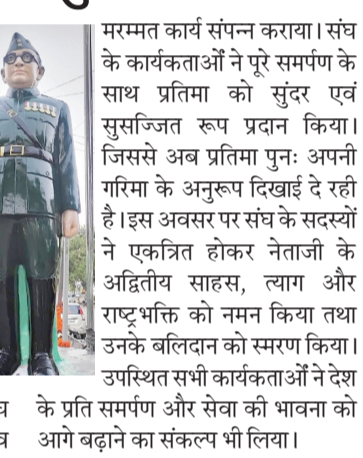 मरम्मत कार्य संपन्न कराया। संघ
के कार्यकताओं ने पूरे समर्पण के
साथ प्रतिमा को सुंदर एवं
सुसज्जित रूप प्रदान किया।
जिससे अब प्रतिमा पुनः अपनी
गरिमा के अनुरूप दिखाई दे रही
है। इस अवसर पर संघ के सदस्यों
ने एकत्रित होकर नेताजी के
अद्वितीय साहस, त्याग और
राष्ट्रभक्ति को नमन किया तथा
उनके बलिदान को स्मरण किया।
उपस्थित सभी कार्यकताओं ने देश
के प्रति समर्पण और सेवा की भावना को
आगे बढ़ाने का संकल्प भी लिया।